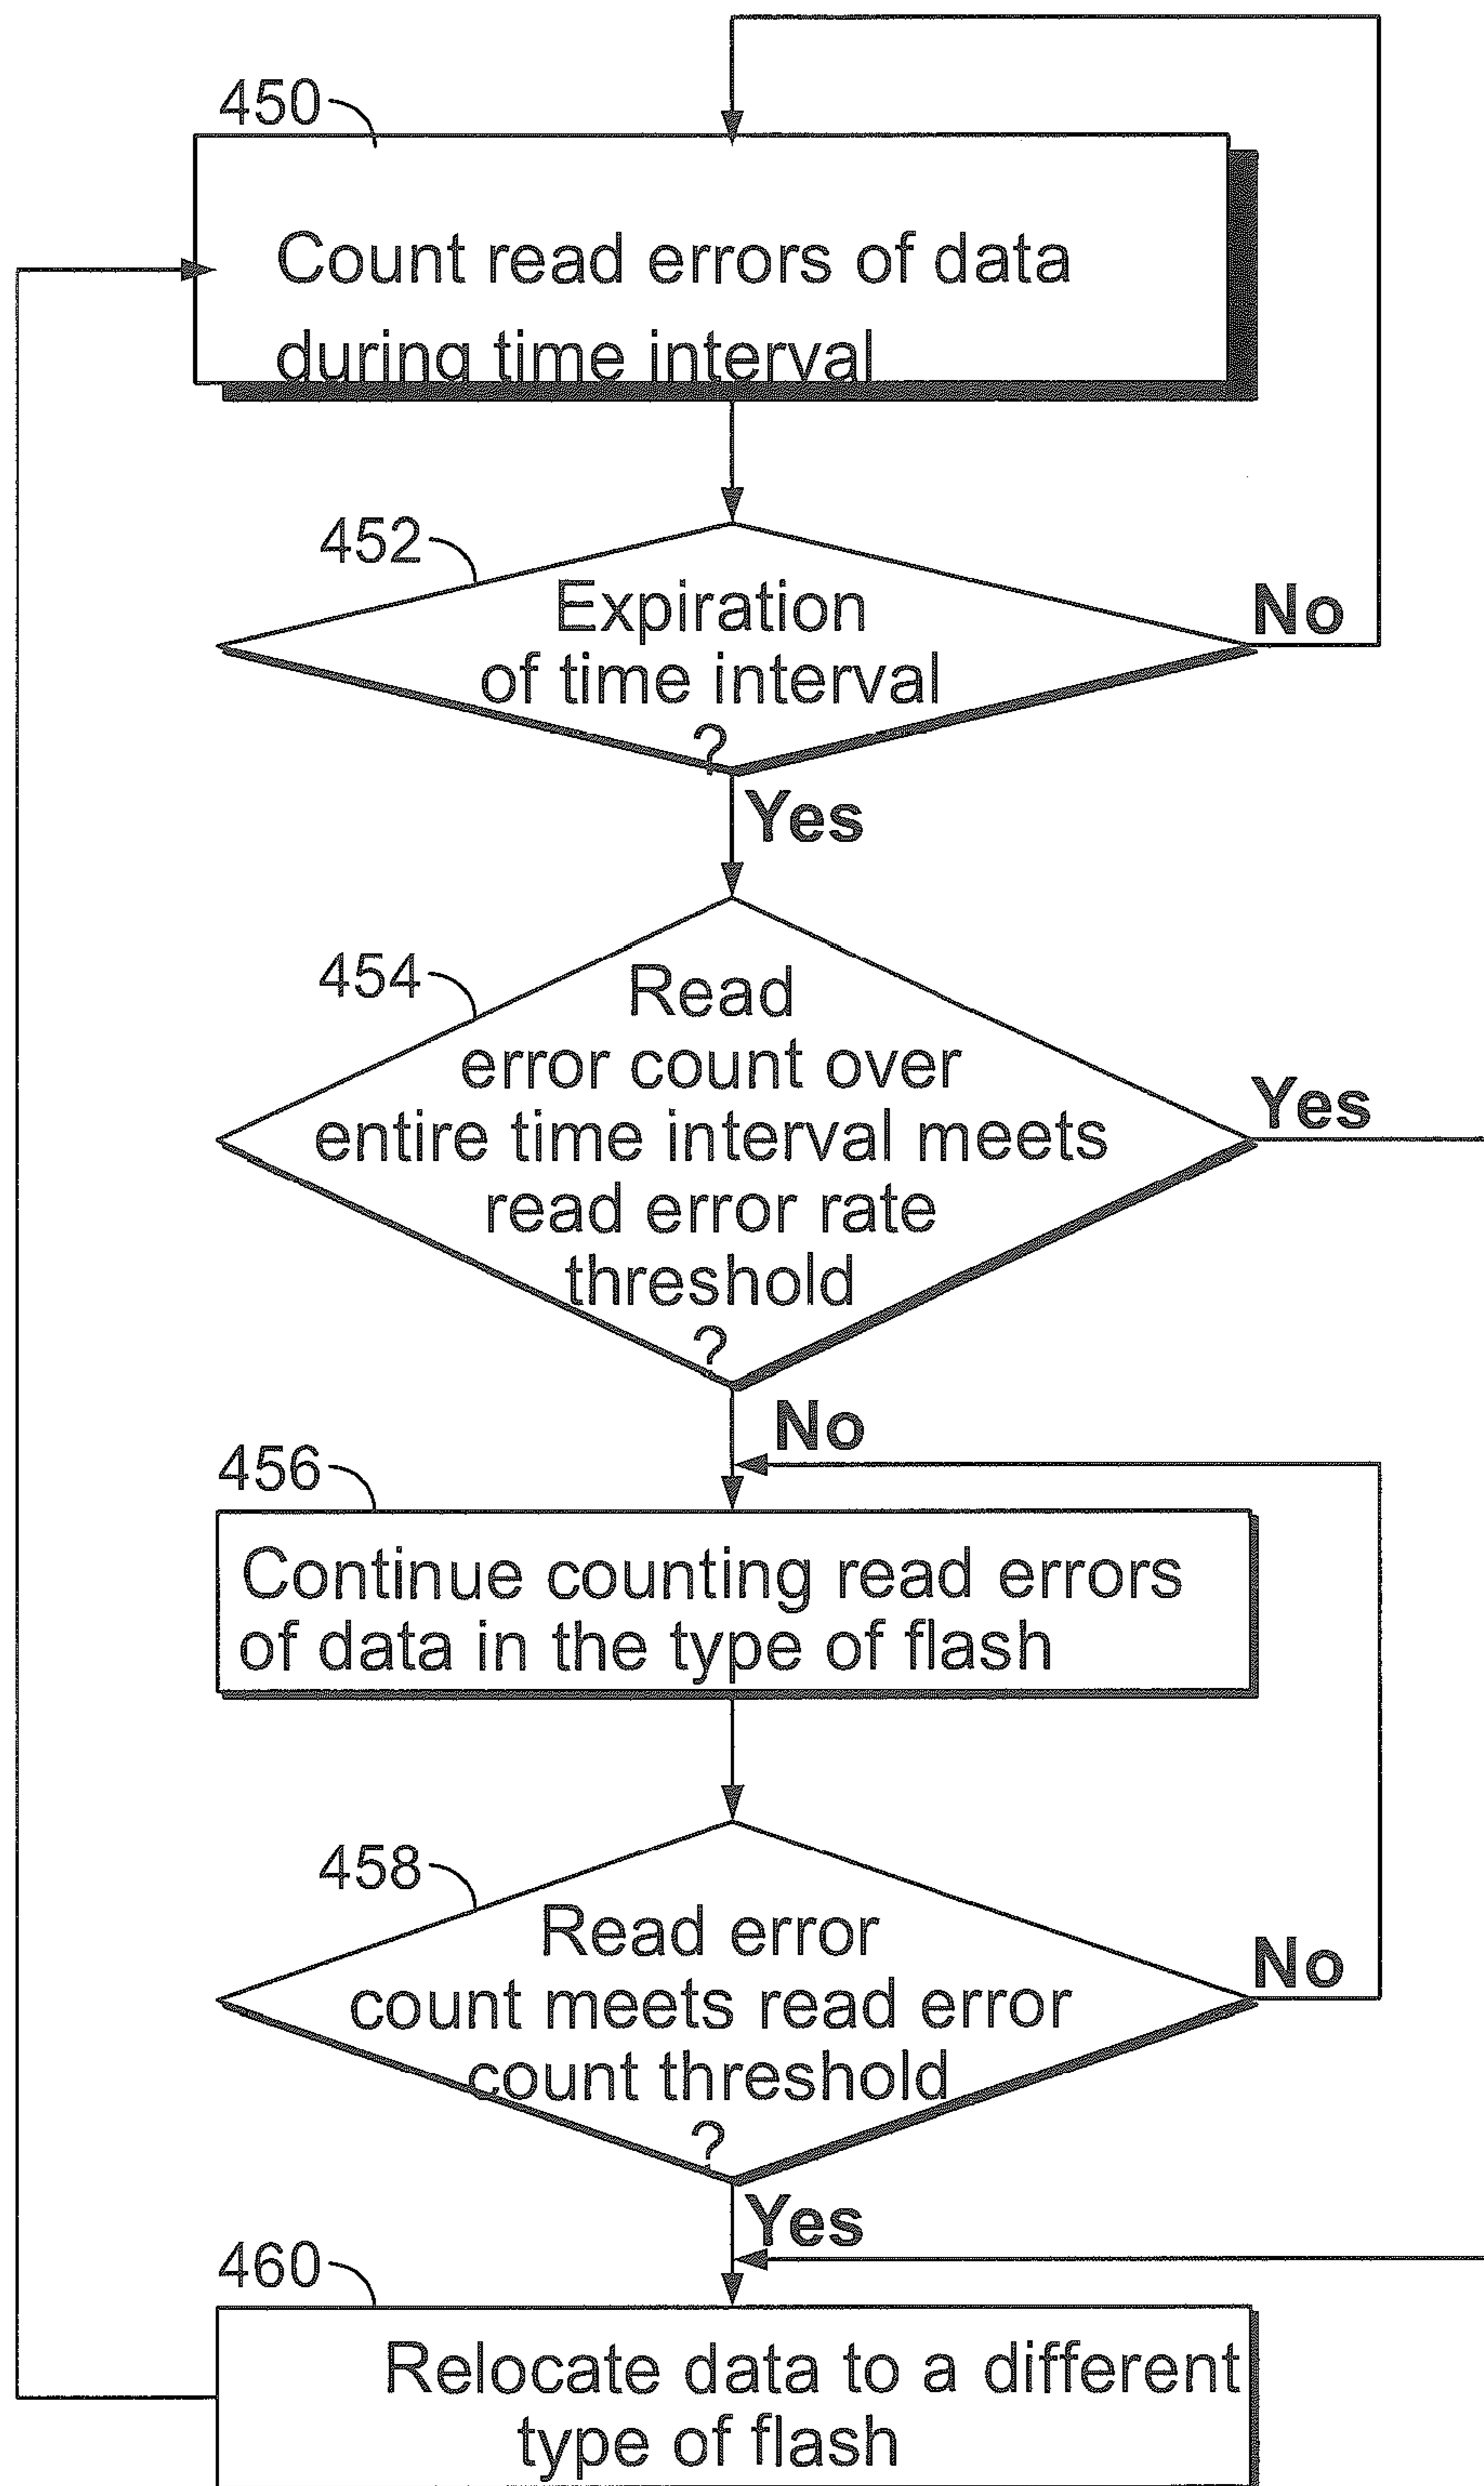 450
Count read errors of data
during time interval
452
Expiration
of time interval
?
No
Yes
454
Read
error count over
entire time interval meets
read error rate
threshold
?
Yes
No
456
Continue counting read errors
of data in the type of flash
458
Read error
count meets read error
count threshold
?
No
Yes
460
Relocate data to a different
type of flash